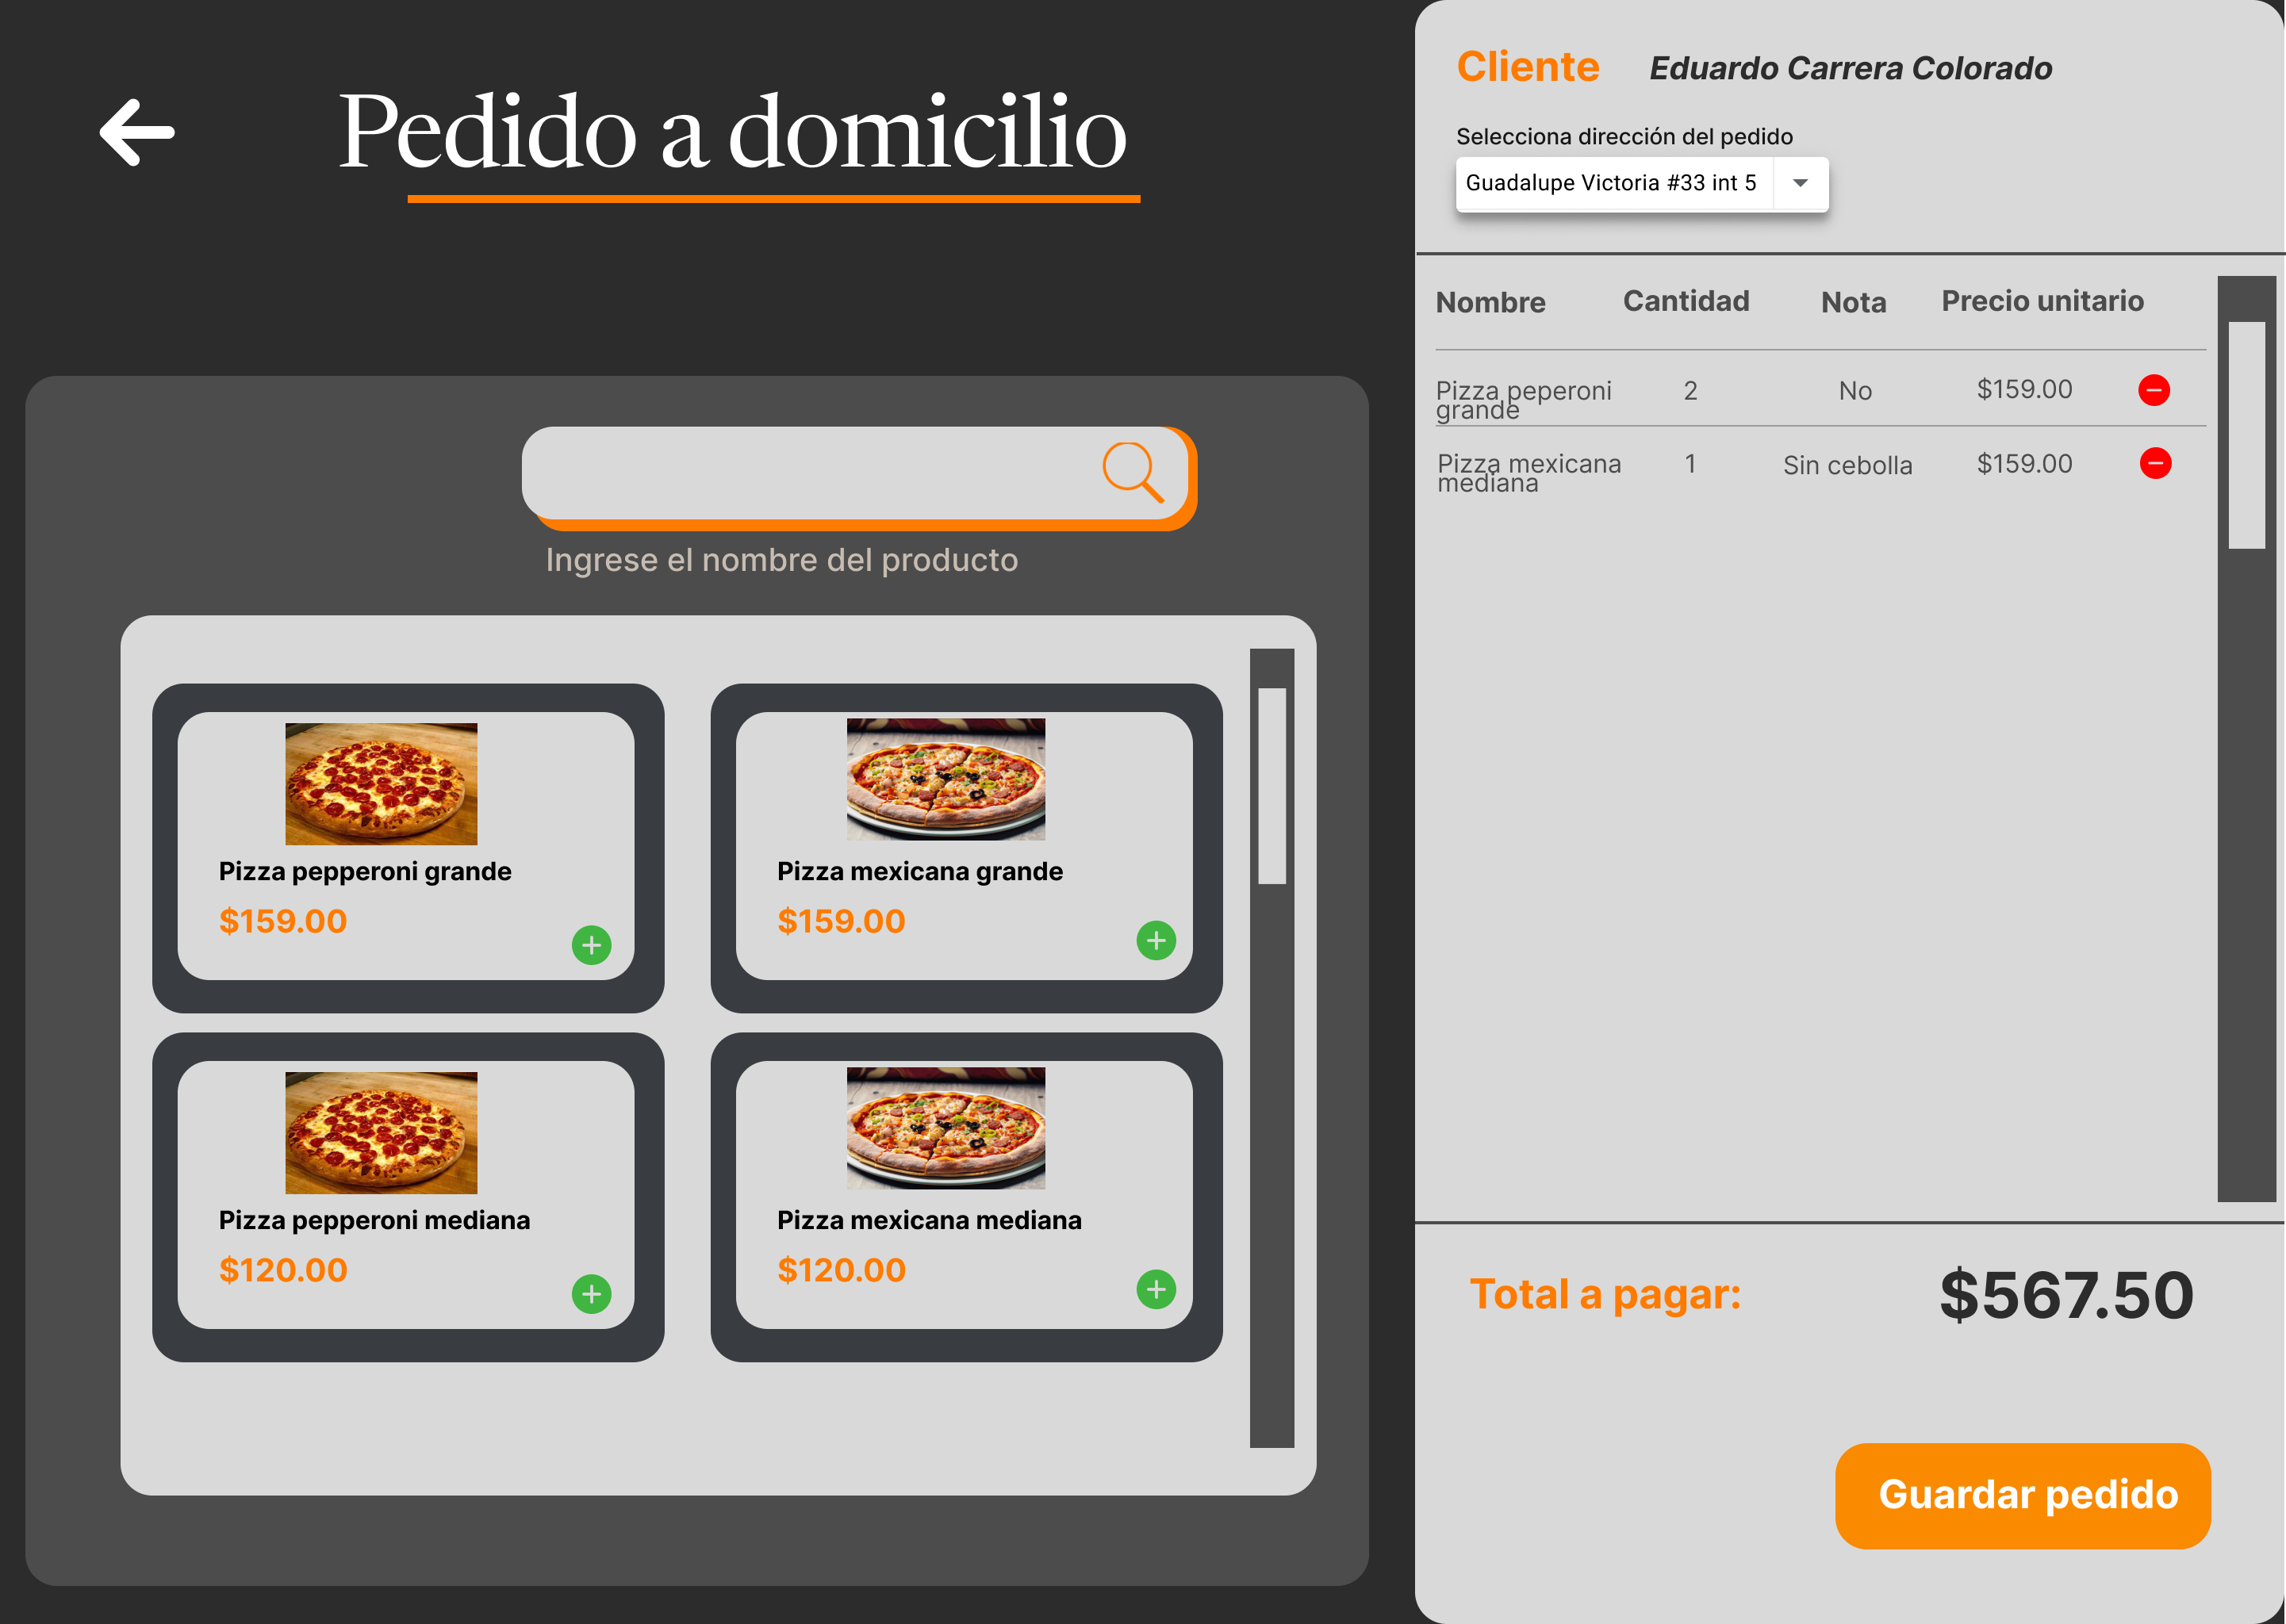 Pedido a domicilio
Ingrese el nombre del producto
Pizza pepperoni grande
$159.00
Pizza mexicana grande
$159.00
Pizza pepperoni mediana
$120.00
Pizza mexicana mediana
$120.00
Cliente Eduardo Carrera Colorado
Selecciona dirección del pedido
Guadalupe Victoria #33 int 5
Nombre Cantidad Nota Precio unitario
Pizza peperoni 2 No $159.00
grande
Pizza mexicana 1 Sin cebolla $159.00
mediana
Total a pagar: $567.50
Guardar pedido